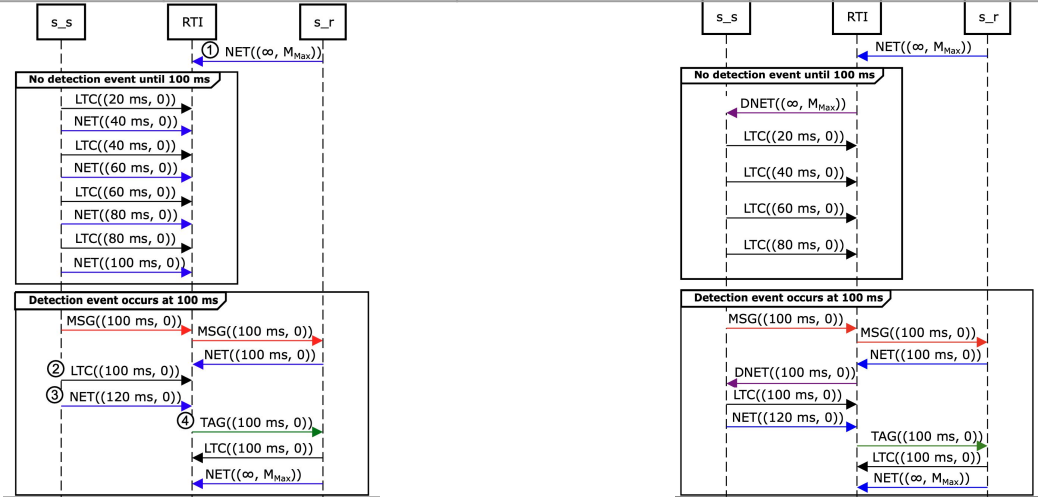 s_s RTI s_r
① NET((∞, M_Max))
No detection event until 100 ms
LTC((20 ms, 0))
NET((40 ms, 0))
LTC((40 ms, 0))
NET((60 ms, 0))
LTC((60 ms, 0))
NET((80 ms, 0))
LTC((80 ms, 0))
NET((100 ms, 0))
Detection event occurs at 100 ms
MSG((100 ms, 0))
MSG((100 ms, 0))
NET((100 ms, 0))
② LTC((100 ms, 0))
③ NET((120 ms, 0))
④ TAG((100 ms, 0))
LTC((100 ms, 0))
NET((∞, M_Max))
s_s RTI s_r
NET((∞, M_Max))
No detection event until 100 ms
DNET((∞, M_Max))
LTC((20 ms, 0))
LTC((40 ms, 0))
LTC((60 ms, 0))
LTC((80 ms, 0))
Detection event occurs at 100 ms
MSG((100 ms, 0))
MSG((100 ms, 0))
NET((100 ms, 0))
DNET((100 ms, 0))
LTC((100 ms, 0))
NET((120 ms, 0))
TAG((100 ms, 0))
LTC((100 ms, 0))
NET((∞, M_Max))